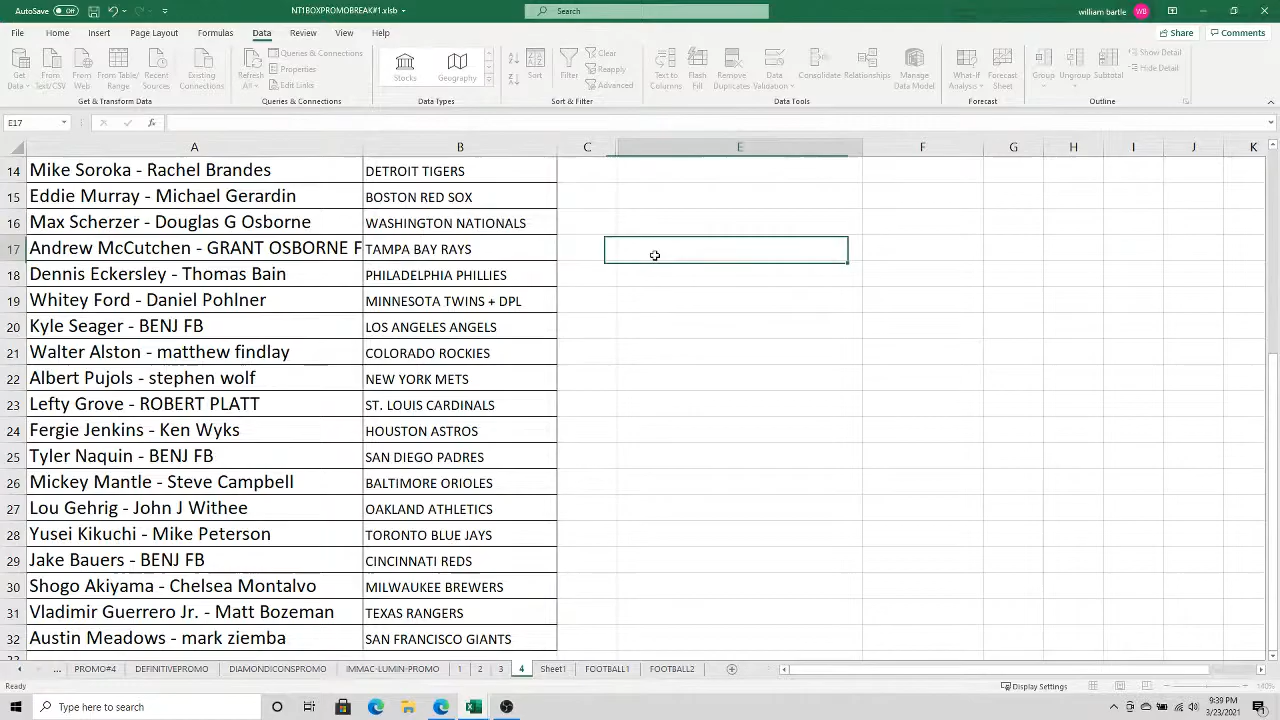 AutoSave Off NT1BOXPROMOBREAK#1.xlsb Search william bartle WB
File Home Insert Page Layout Formulas Data Review View Help Share Comments
Get Data From Text/CSV From Web From Table/Range Recent Sources Existing Connections Refresh All Queries & Connections Properties Edit Links Stocks Geography Sort Filter Clear Reapply Advanced Text to Columns Flash Fill Remove Duplicates Data Validation Consolidate Relationships Manage Data Model What-If Analysis Forecast Sheet Group Ungroup Subtotal Show Detail Hide Detail
Get & Transform Data Queries & Connections Data Types Sort & Filter Data Tools Forecast Outline
E17 fx
A B C E F G H I J K
14 Mike Soroka - Rachel Brandes DETROIT TIGERS
15 Eddie Murray - Michael Gerardin BOSTON RED SOX
16 Max Scherzer - Douglas G Osborne WASHINGTON NATIONALS
17 Andrew McCutchen - GRANT OSBORNE F TAMPA BAY RAYS
18 Dennis Eckersley - Thomas Bain PHILADELPHIA PHILLIES
19 Whitey Ford - Daniel Pohlner MINNESOTA TWINS + DPL
20 Kyle Seager - BENJ FB LOS ANGELES ANGELS
21 Walter Alston - matthew findlay COLORADO ROCKIES
22 Albert Pujols - stephen wolf NEW YORK METS
23 Lefty Grove - ROBERT PLATT ST. LOUIS CARDINALS
24 Fergie Jenkins - Ken Wyks HOUSTON ASTROS
25 Tyler Naquin - BENJ FB SAN DIEGO PADRES
26 Mickey Mantle - Steve Campbell BALTIMORE ORIOLES
27 Lou Gehrig - John J Withee OAKLAND ATHLETICS
28 Yusei Kikuchi - Mike Peterson TORONTO BLUE JAYS
29 Jake Bauers - BENJ FB CINCINNATI REDS
30 Shogo Akiyama - Chelsea Montalvo MILWAUKEE BREWERS
31 Vladimir Guerrero Jr. - Matt Bozeman TEXAS RANGERS
32 Austin Meadows - mark ziemba SAN FRANCISCO GIANTS
... PROMO#4 DEFINITIVEPROMO DIAMONDICONSPROMO IMMAC-LUMIN-PROMO 1 2 3 4 Sheet1 FOOTBALL1 FOOTBALL2
Ready Display Settings 140%
Type here to search 9:39 PM
3/23/2021